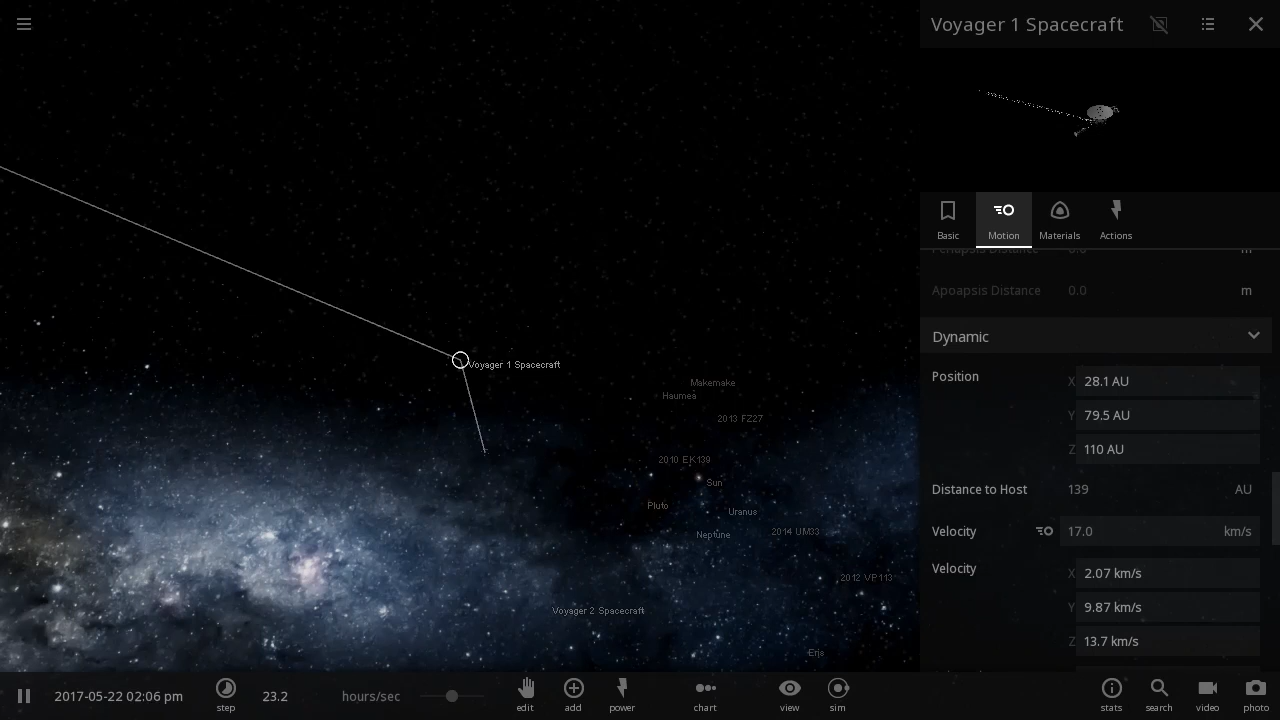 Voyager 1 Spacecraft
Basic
Motion
Materials
Actions
Periapsis Distance 0.0 m
Apoapsis Distance 0.0 m
Dynamic
Position X 28.1 AU
Y 79.5 AU
Z 110 AU
Distance to Host 139 AU
Velocity 17.0 km/s
Velocity X 2.07 km/s
Y 9.87 km/s
Z 13.7 km/s
Voyager 1 Spacecraft
Makemake
Haumea
2013 FZ27
2010 EK139
Sun
Pluto
Uranus
Neptune
2014 UM33
2012 VP113
Voyager 2 Spacecraft
Eris
2017-05-22 02:06 pm
step
23.2 hours/sec
edit
add
power
chart
view
sim
stats
search
video
photo